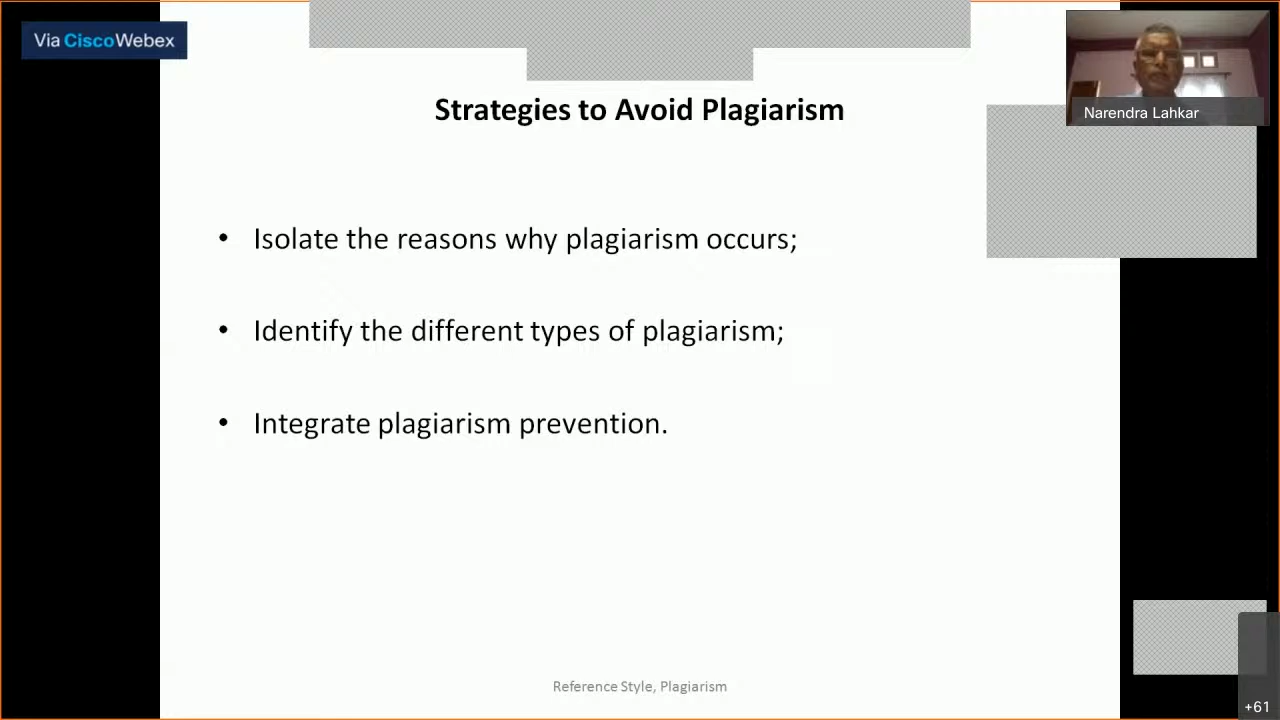 Via CiscoWebex
Narendra Lahkar
Strategies to Avoid Plagiarism
• Isolate the reasons why plagiarism occurs;
• Identify the different types of plagiarism;
• Integrate plagiarism prevention.
Reference Style, Plagiarism
+61